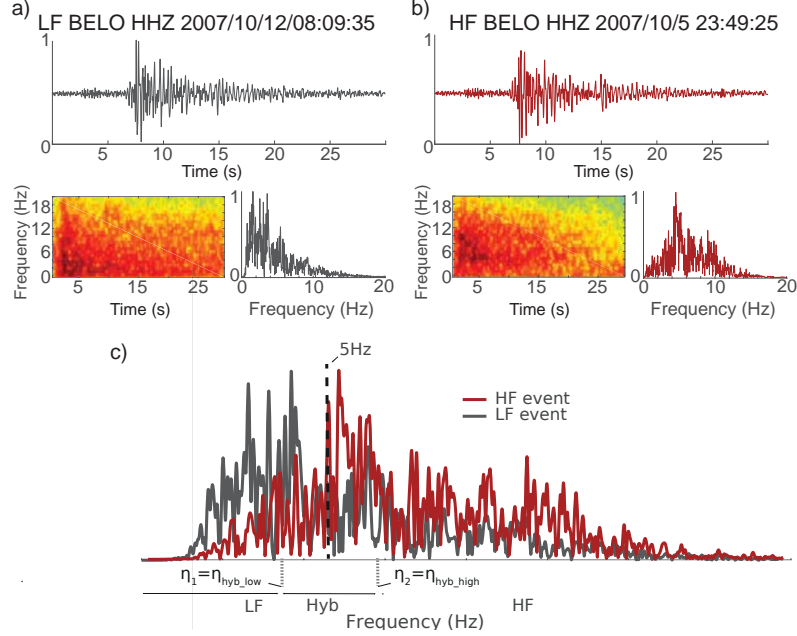 a)
LF BELO HHZ 2007/10/12/08:09:35
1
0
5 10 15 20 25
Time (s)
Frequency (Hz)
18
12
6
0
5 15 25
Time (s)
1
0
0 10 20
Frequency (Hz)
b)
HF BELO HHZ 2007/10/5 23:49:25
1
0
5 10 15 20 25
Time (s)
Frequency (Hz)
18
12
6
0
5 15 25
Time (s)
1
0
0 10 20
Frequency (Hz)
c)
5Hz
HF event
LF event
η1=ηhyb_low
η2=ηhyb_high
LF Hyb HF
Frequency (Hz)